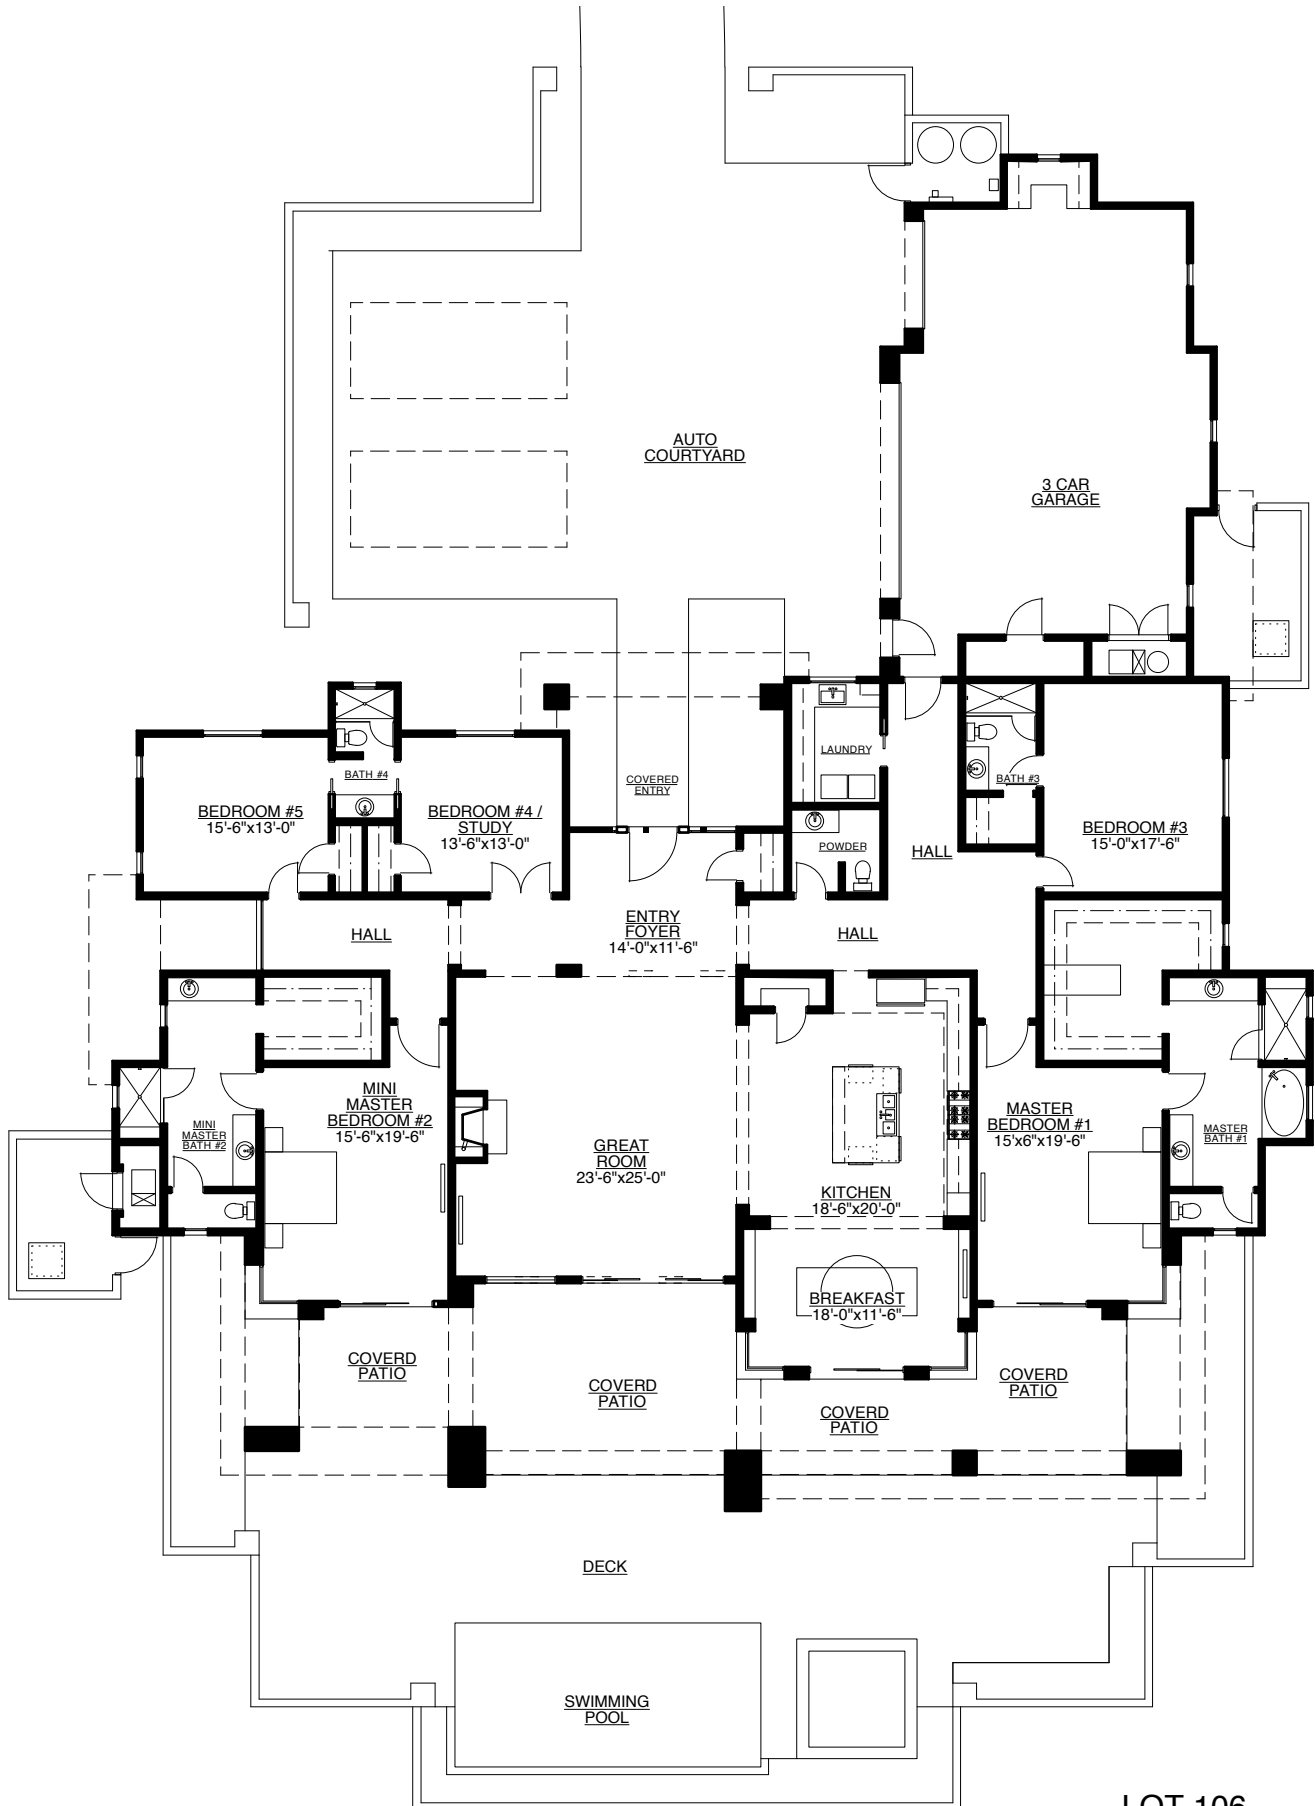 AUTO
COURTYARD
3 CAR
GARAGE
LAUNDRY
BATH #4
COVERED
ENTRY
BATH #3
BEDROOM #5
15'-6"x13'-0"
BEDROOM #4 /
STUDY
13'-6"x13'-0"
POWDER
HALL
BEDROOM #3
15'-0"x17'-6"
HALL
ENTRY
FOYER
14'-0"x11'-6"
HALL
MINI
MASTER
BEDROOM #2
15'-6"x19'-6"
MINI
MASTER
BATH #2
GREAT
ROOM
23'-6"x25'-0"
MASTER
BEDROOM #1
15'x6"x19'-6"
MASTER
BATH #1
KITCHEN
18'-6"x20'-0"
BREAKFAST
18'-0"x11'-6"
COVERD
PATIO
COVERD
PATIO
COVERD
PATIO
COVERD
PATIO
DECK
SWIMMING
POOL
LOT 106